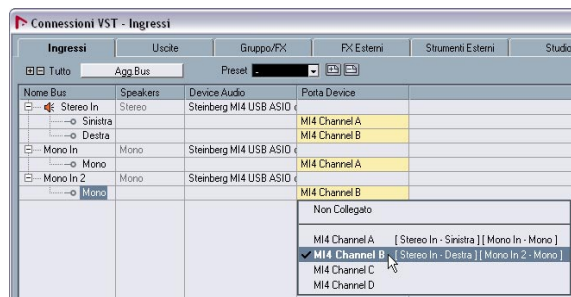 Connessioni VST - Ingressi
Ingressi Uscite Gruppo/FX FX Esterni Strumenti Esterni Studio
Tutto Agg.Bus Preset -
Nome Bus Speakers Device Audio Porta Device
Stereo In Stereo Steinberg MI4 USB ASIO
Sinistra MI4 Channel A
Destra MI4 Channel B
Mono In Mono Steinberg MI4 USB ASIO
Mono MI4 Channel A
Mono In 2 Mono Steinberg MI4 USB ASIO
Mono MI4 Channel B
Non Collegato
MI4 Channel A [ Stereo In - Sinistra ] [ Mono In - Mono ]
MI4 Channel B [ Stereo In - Destra ] [ Mono In 2 - Mono ]
MI4 Channel C
MI4 Channel D